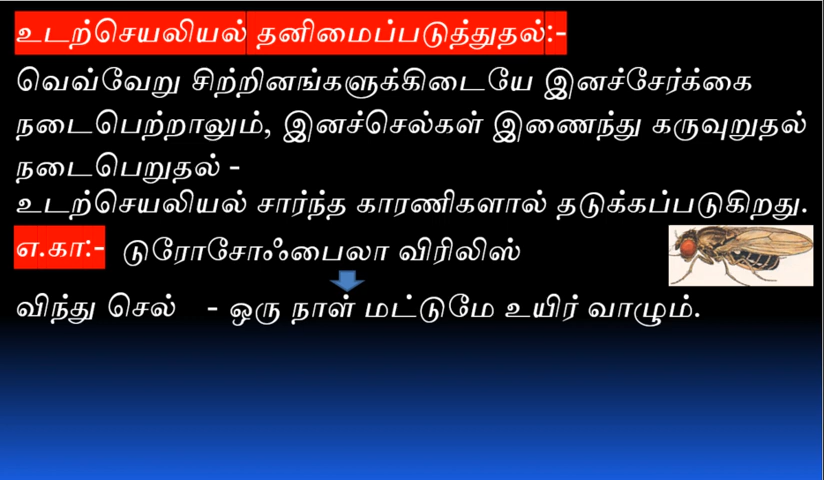 உடற்செயலியல் தனிமைப்படுத்துதல்:-
வெவ்வேறு சிற்றினங்களுக்கிடையே இனச்சேர்க்கை
நடைபெற்றாலும், இனச்செல்கள் இணைந்து கருவுறுதல்
நடைபெறுதல் -
உடற்செயலியல் சார்ந்த காரணிகளால் தடுக்கப்படுகிறது.
எ.கா:- டுரோசோஃபைலா விரிலிஸ்
விந்து செல் - ஒரு நாள் மட்டுமே உயிர் வாழும்.